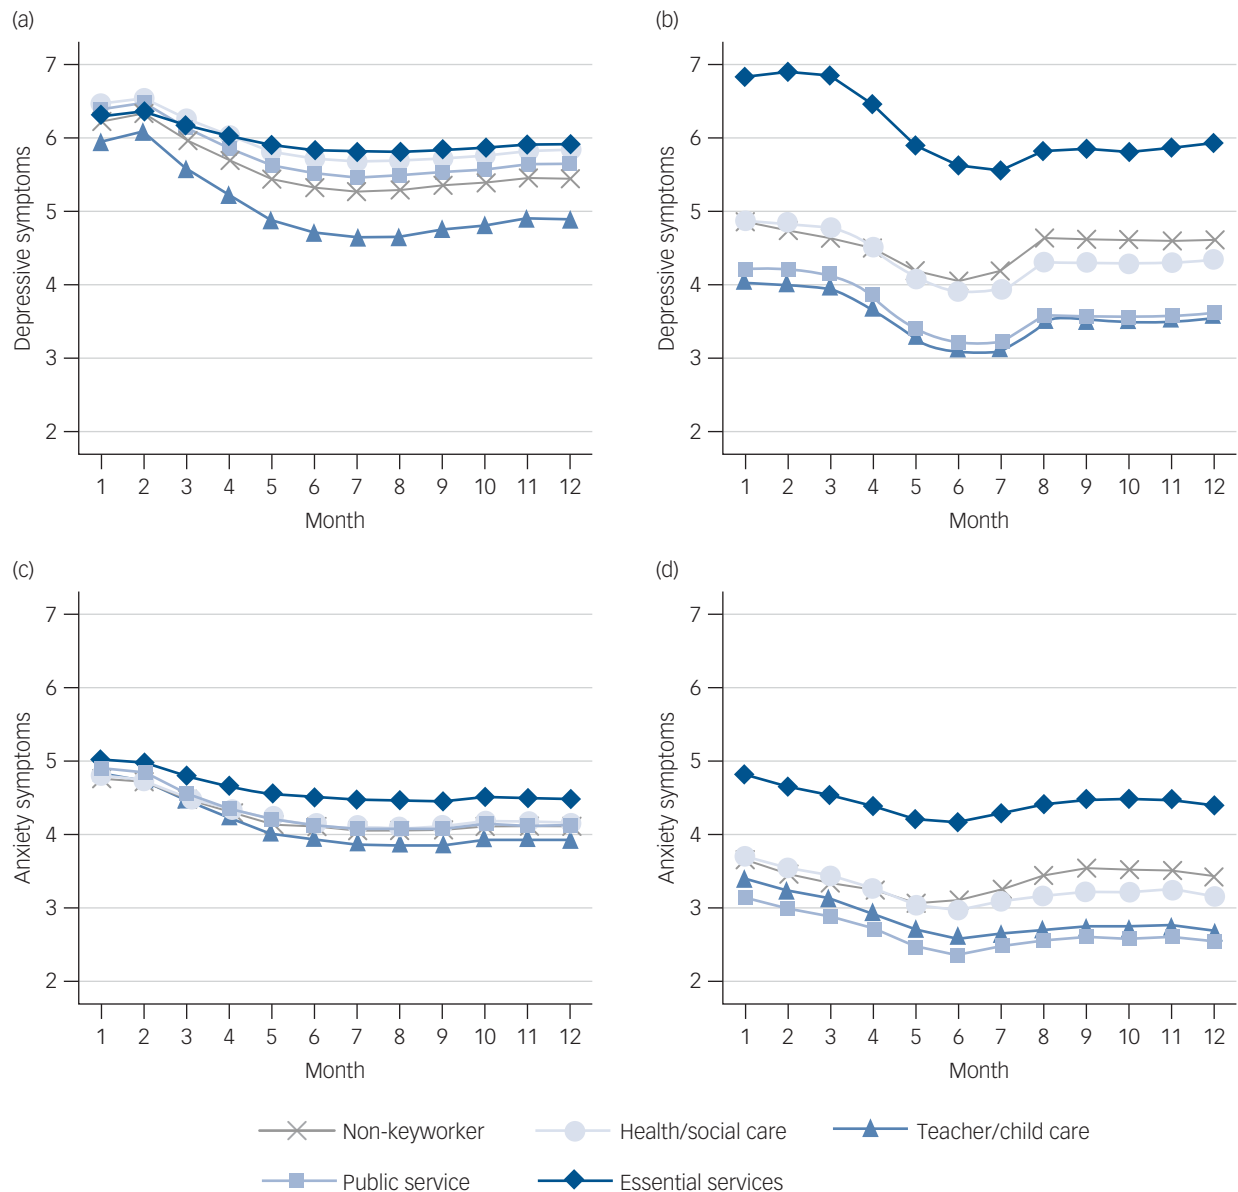 (a)
7
6
5
4
3
2
Depressive symptoms
1 2 3 4 5 6 7 8 9 10 11 12
Month
(b)
7
6
5
4
3
2
Depressive symptoms
1 2 3 4 5 6 7 8 9 10 11 12
Month
(c)
7
6
5
4
3
2
Anxiety symptoms
1 2 3 4 5 6 7 8 9 10 11 12
Month
(d)
7
6
5
4
3
2
Anxiety symptoms
1 2 3 4 5 6 7 8 9 10 11 12
Month
Non-keyworker Health/social care Teacher/child care
Public service Essential services